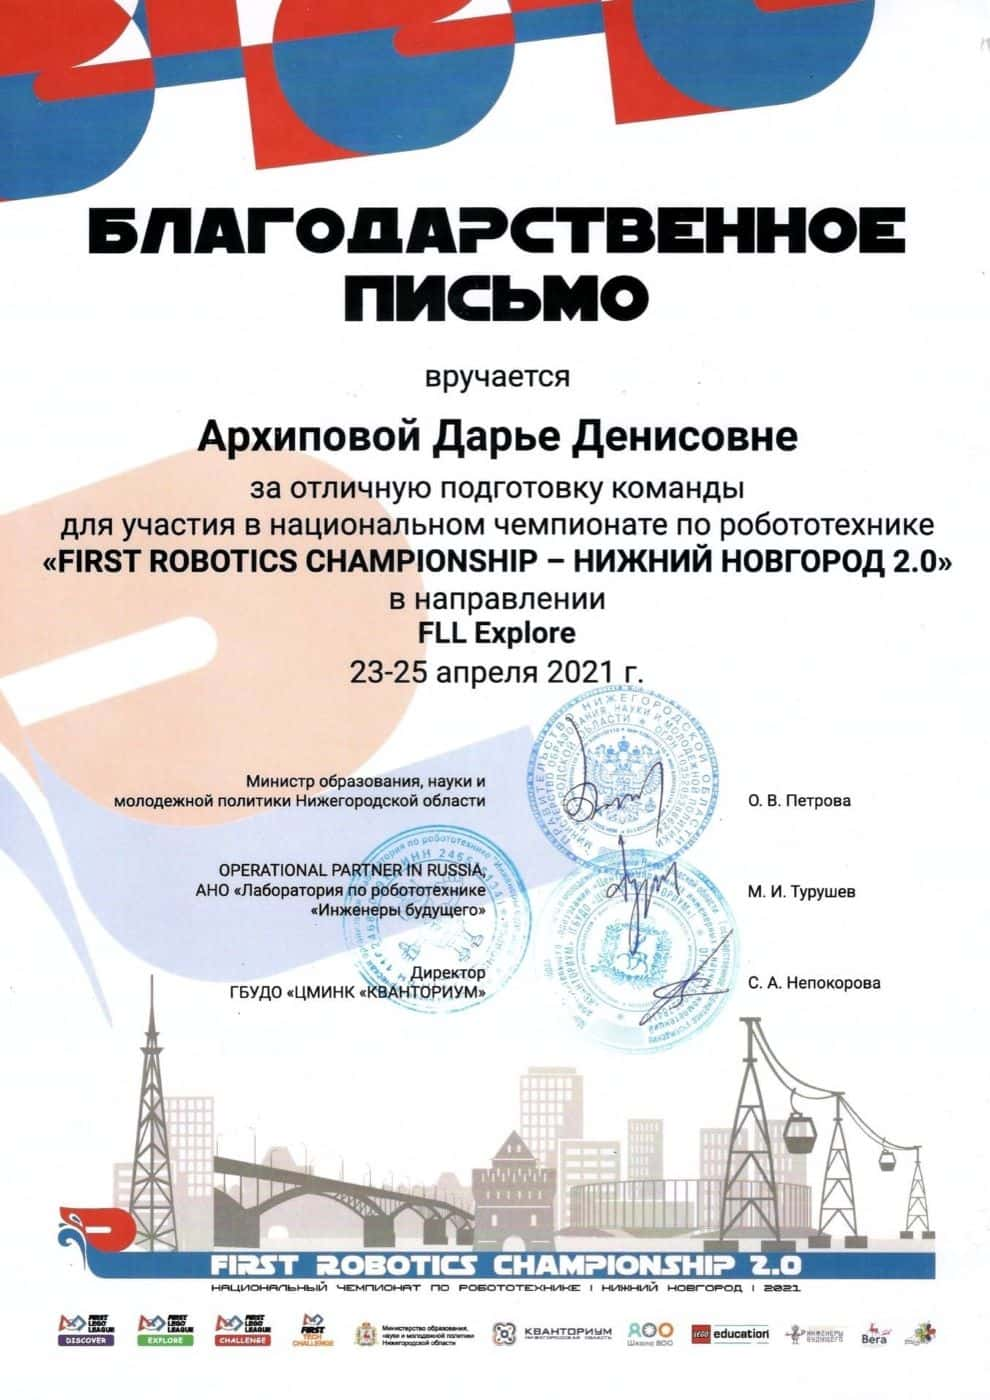 БЛАГОДАРСТВЕННОЕ
ПИСЬМО
вручается
Архиповой Дарье Денисовне
за отличную подготовку команды
для участия в национальном чемпионате по робототехнике
«FIRST ROBOTICS CHAMPIONSHIP – НИЖНИЙ НОВГОРОД 2.0»
в направлении
FLL Explore
23-25 апреля 2021 г.
Министр образования, науки и
молодежной политики Нижегородской области
О. В. Петрова
OPERATIONAL PARTNER IN RUSSIA,
АНО «Лаборатория по робототехнике
«Инженеры будущего»
М. И. Турушев
Директор
ГБУДО «ЦМИНК «КВАНТОРИУМ»
С. А. Непокорова
FIRST ROBOTICS CHAMPIONSHIP 2.0
НАЦИОНАЛЬНЫЙ ЧЕМПИОНАТ ПО РОБОТОТЕХНИКЕ | НИЖНИЙ НОВГОРОД | 2021
FIRST
LEGO
LEAGUE
DISCOVER
FIRST
LEGO
LEAGUE
EXPLORE
FIRST
LEGO
LEAGUE
CHALLENGE
FIRST
TECH
CHALLENGE
Министерство образования,
науки и молодежной политики
Нижегородской области
КВАНТОРИУМ
НИЖЕГОРОДСКАЯ ОБЛАСТЬ
800
Школа 800
LEGO education
ИНЖЕНЕРЫ
БУДУЩЕГО
Вега